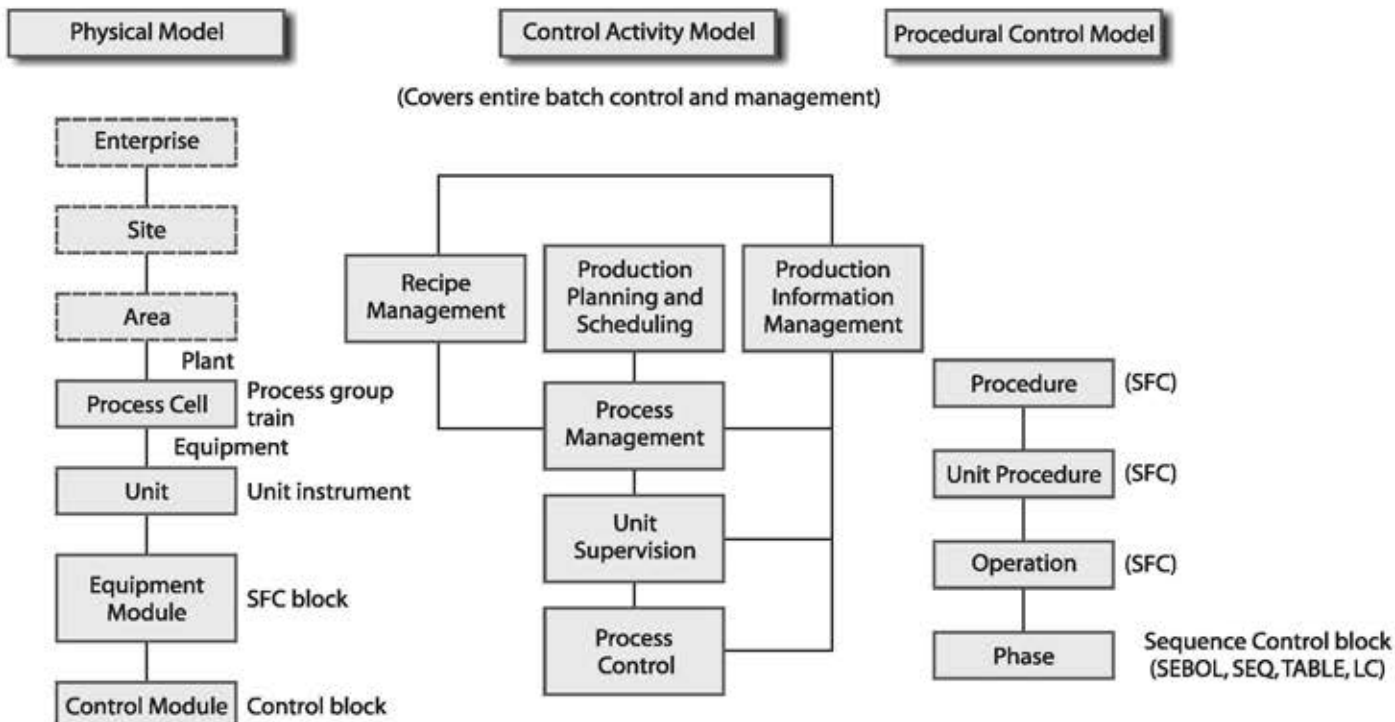 Physical Model
Control Activity Model
Procedural Control Model
(Covers entire batch control and management)
Enterprise
Site
Area
Plant
Process Cell
Process group
train
Equipment
Unit
Unit instrument
Equipment
Module
SFC block
Control Module
Control block
Recipe
Management
Production
Planning and
Scheduling
Production
Information
Management
Process
Management
Unit
Supervision
Process
Control
Procedure
(SFC)
Unit Procedure
(SFC)
Operation
(SFC)
Phase
Sequence Control block
(SEBOL, SEQ, TABLE, LC)